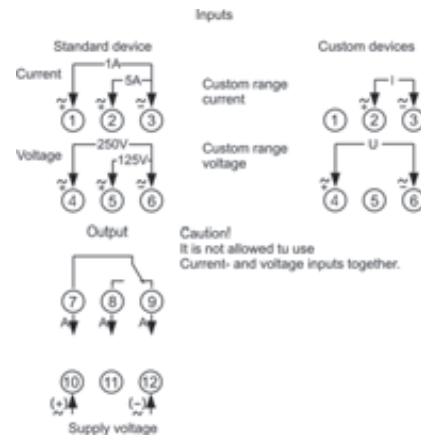 Inputs
Standard device
Custom devices
Current
1A
5A
Custom range
current
I
~ + ~ + ~ −
~ + ~ −
1 2 3
1 2 3
Voltage
250V
125V
Custom range
voltage
U
~ + ~ + ~ −
~ + ~ −
4 5 6
4 5 6
Output
Caution!
It is not allowed tu use
Current- and voltage inputs together.
7 8 9
A A A
10 11 12
(+) ~ (−) ~
Supply voltage